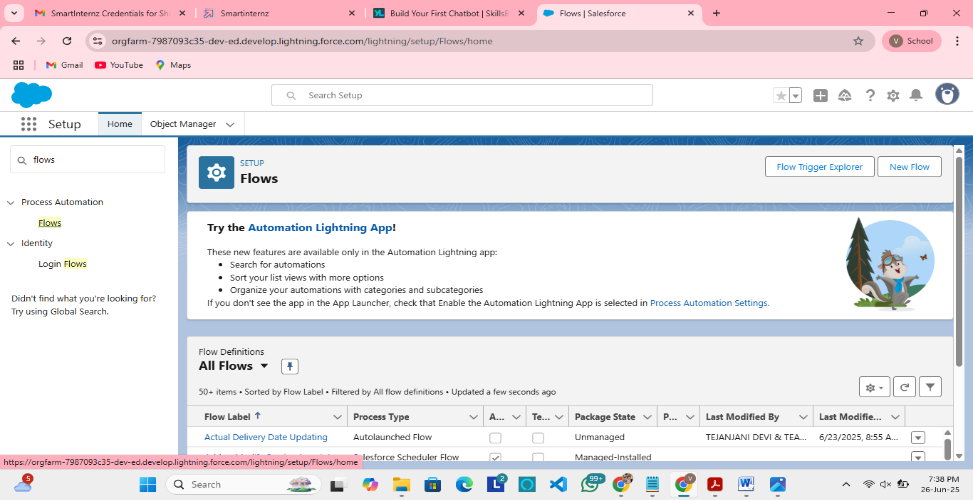 SmartInternz Credentials for Sh
Smartinternz
Build Your First Chatbot | SkillsB
Flows | Salesforce
orgfarm-7987093c35-dev-ed.develop.lightning.force.com/lightning/setup/Flows/home
V School
Gmail YouTube Maps
Search Setup
Setup Home Object Manager
flows
Process Automation
Flows
Identity
Login Flows
Didn't find what you're looking for?
Try using Global Search.
SETUP
Flows
Flow Trigger Explorer New Flow
Try the Automation Lightning App!
These new features are available only in the Automation Lightning app:
• Search for automations
• Sort your list views with more options
• Organize your automations with categories and subcategories
If you don't see the app in the App Launcher, check that Enable the Automation Lightning App is selected in Process Automation Settings.
Flow Definitions
All Flows
50+ items • Sorted by Flow Label • Filtered by All flow definitions • Updated a few seconds ago
Flow Label Process Type A... Te... Package State P... Last Modified By Last Modifie...
Actual Delivery Date Updating Autolaunched Flow Unmanaged TEJANJANI DEVI & TEA... 6/23/2025, 8:55 A...
Salesforce Scheduler Flow Managed-Installed
https://orgfarm-7987093c35-dev-ed.develop.lightning.force.com/lightning/setup/Flows/home
5
Search
2
99+
7:38 PM
26-Jun-25